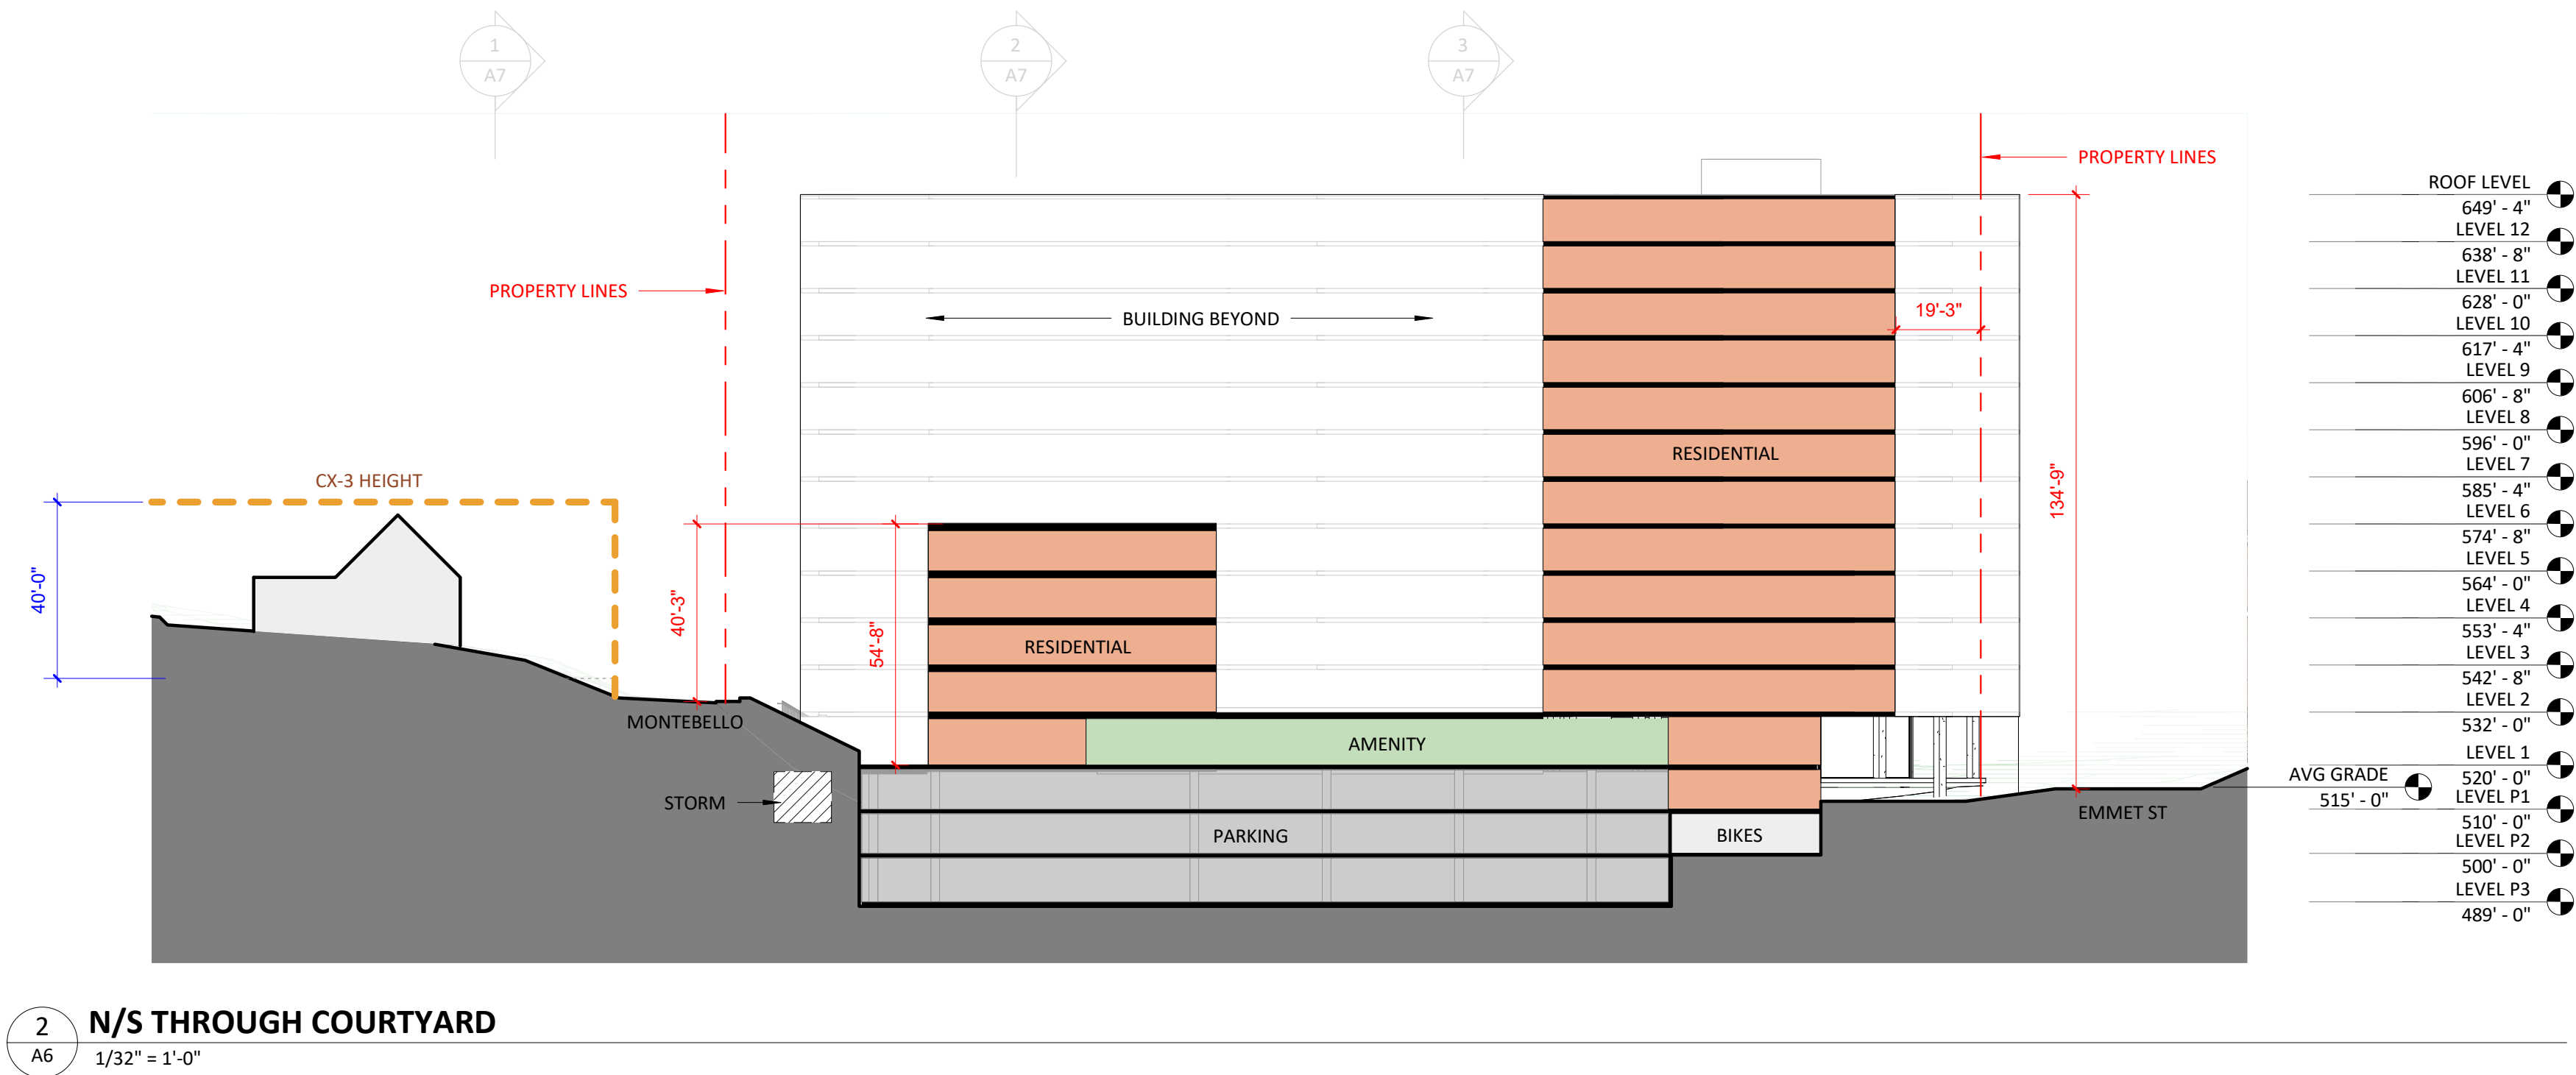 1
A7
2
A7
3
A7
PROPERTY LINES
PROPERTY LINES
ROOF LEVEL
649' - 4"
LEVEL 12
638' - 8"
LEVEL 11
628' - 0"
LEVEL 10
617' - 4"
LEVEL 9
606' - 8"
LEVEL 8
596' - 0"
LEVEL 7
585' - 4"
LEVEL 6
574' - 8"
LEVEL 5
564' - 0"
LEVEL 4
553' - 4"
LEVEL 3
542' - 8"
LEVEL 2
532' - 0"
LEVEL 1
520' - 0"
AVG GRADE
515' - 0"
LEVEL P1
510' - 0"
LEVEL P2
500' - 0"
LEVEL P3
489' - 0"
BUILDING BEYOND
19'-3"
RESIDENTIAL
134'-9"
CX-3 HEIGHT
40'-0"
40'-3"
54'-8"
RESIDENTIAL
MONTEBELLO
AMENITY
STORM
PARKING
BIKES
EMMET ST
2
A6
N/S THROUGH COURTYARD
1/32" = 1'-0"